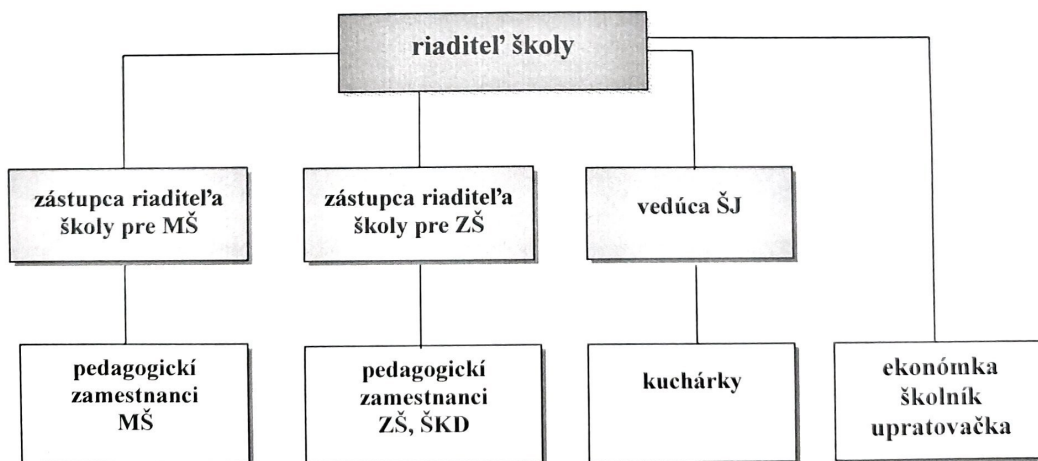 riaditeľ školy
zástupca riaditeľa
školy pre MŠ
zástupca riaditeľa
školy pre ZŠ
vedúca ŠJ
pedagogickí
zamestnanci
MŠ
pedagogickí
zamestnanci
ZŠ, ŠKD
kuchárky
ekonómka
školník
upratovačka